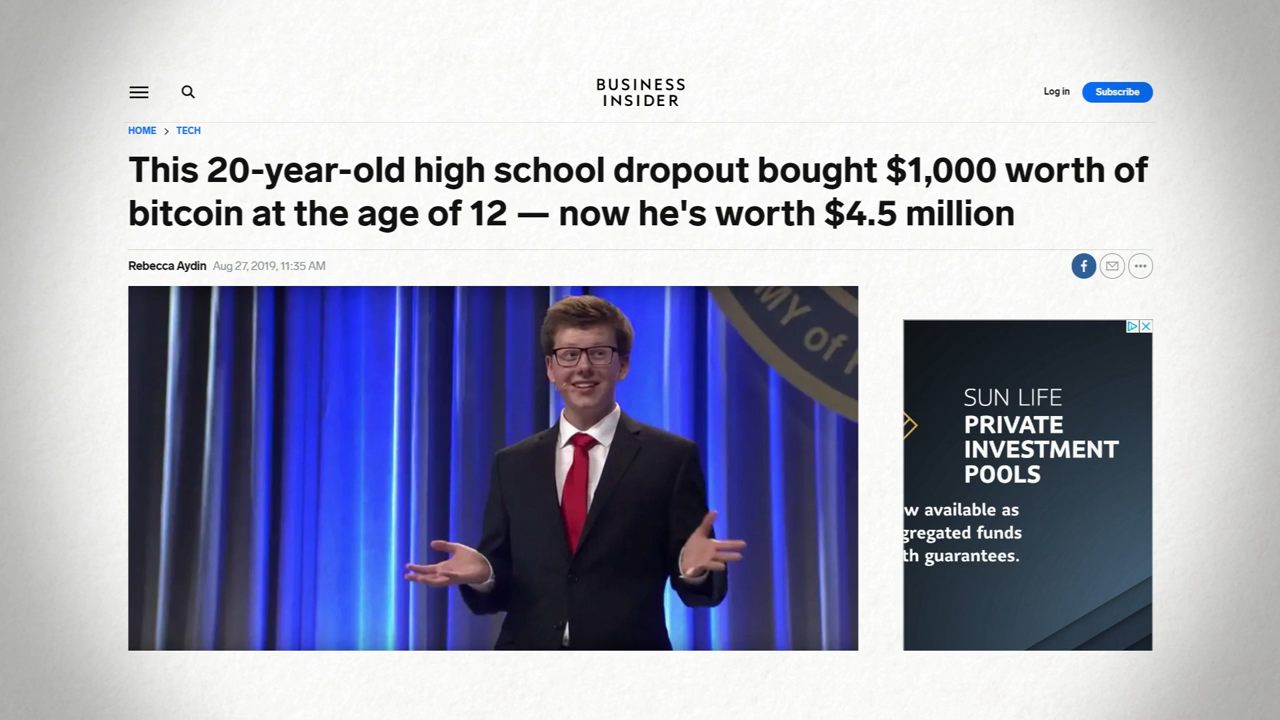 BUSINESS
INSIDER
Log in
Subscribe
HOME > TECH
This 20-year-old high school dropout bought $1,000 worth of
bitcoin at the age of 12 — now he's worth $4.5 million
Rebecca Aydin Aug 27, 2019, 11:35 AM
MY of
SUN LIFE
PRIVATE
INVESTMENT
POOLS
w available as
gregated funds
th guarantees.